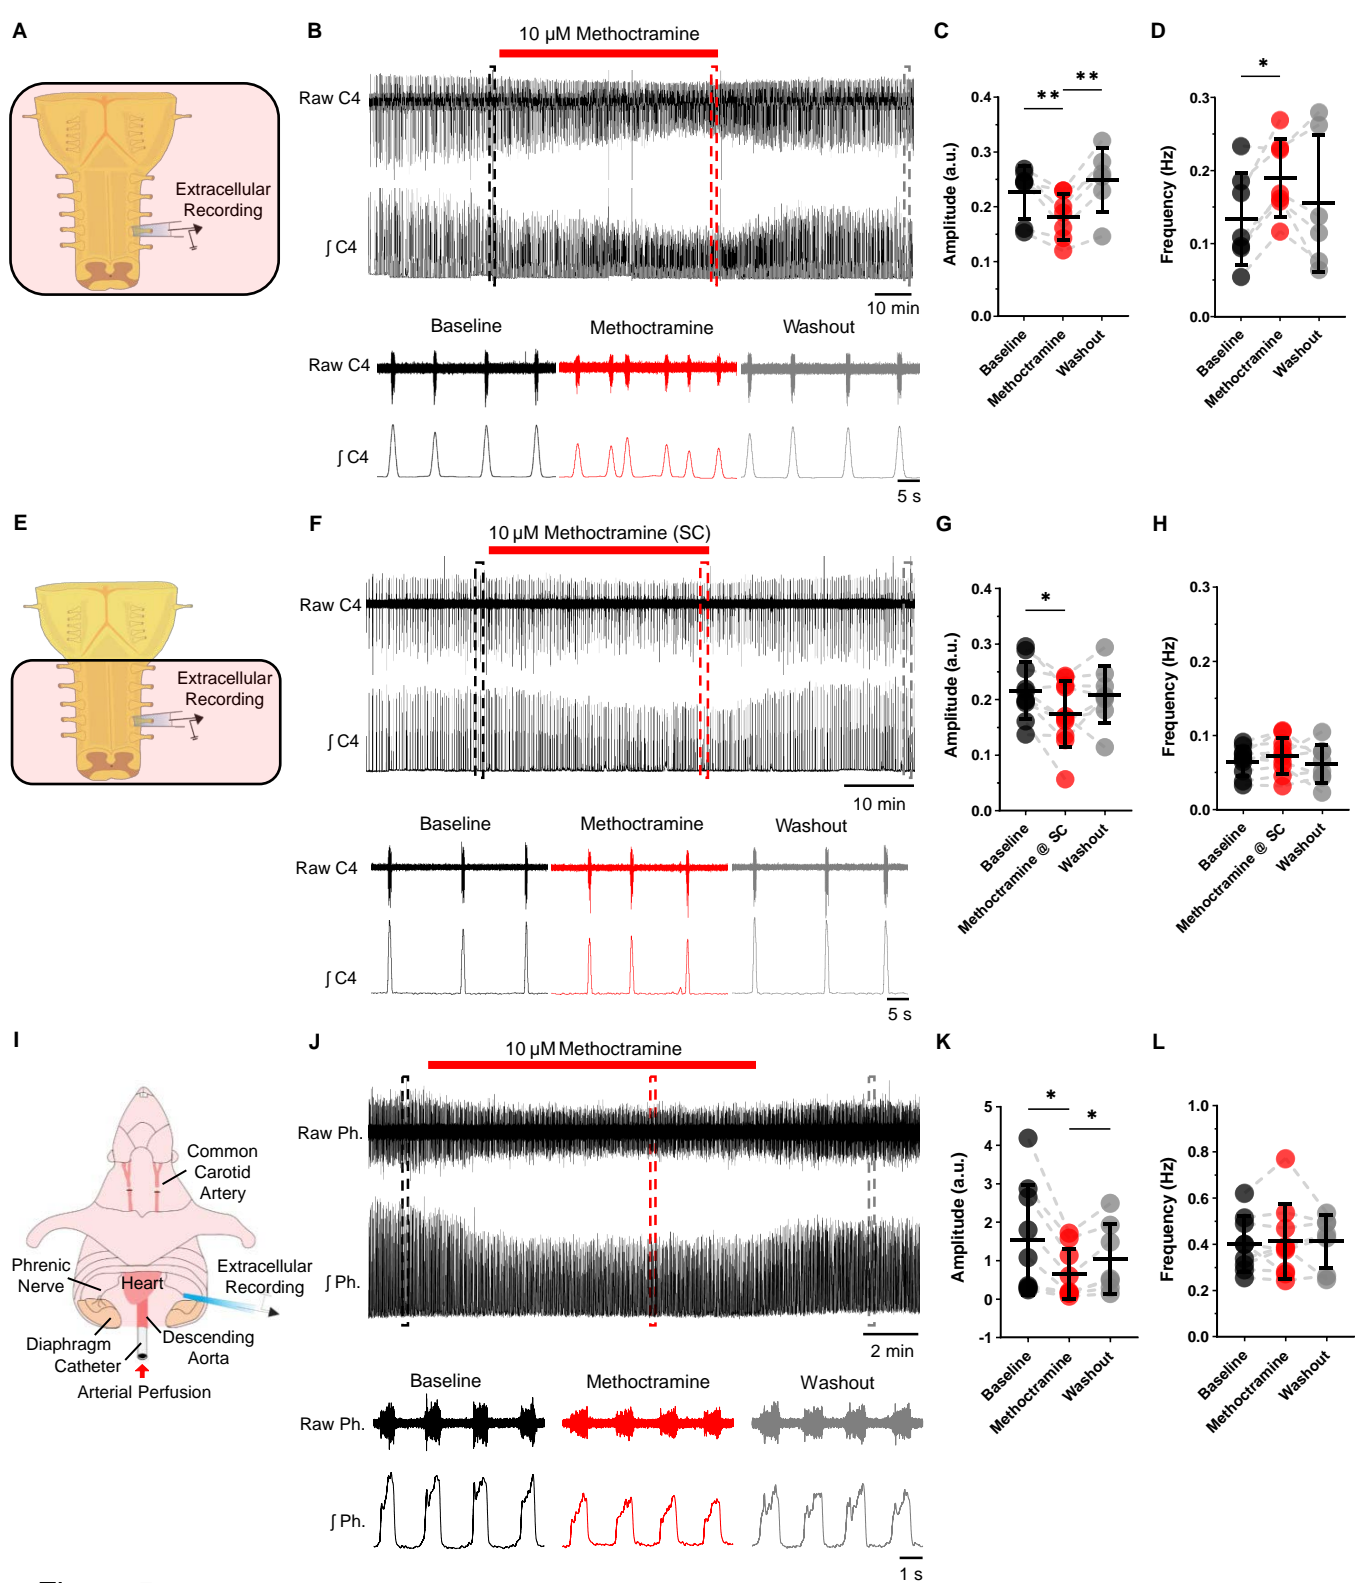 A
Extracellular
Recording
B
10 µM Methoctramine
Raw C4
∫ C4
10 min
Baseline
Methoctramine
Washout
Raw C4
∫ C4
5 s
C
**
**
Amplitude (a.u.)
0.4
0.3
0.2
0.1
0.0
Baseline
Methoctramine
Washout
D
*
Frequency (Hz)
0.3
0.2
0.1
0.0
Baseline
Methoctramine
Washout
E
Extracellular
Recording
F
10 µM Methoctramine (SC)
Raw C4
∫ C4
10 min
Baseline
Methoctramine
Washout
Raw C4
∫ C4
5 s
G
*
Amplitude (a.u.)
0.4
0.3
0.2
0.1
0.0
Baseline
Methoctramine @ SC
Washout
H
Frequency (Hz)
0.3
0.2
0.1
0.0
Baseline
Methoctramine @ SC
Washout
I
Common
Carotid
Artery
Phrenic
Nerve
Heart
Extracellular
Recording
Diaphragm
Catheter
Descending
Aorta
Arterial Perfusion
J
10 µM Methoctramine
Raw Ph.
∫ Ph.
2 min
Baseline
Methoctramine
Washout
Raw Ph.
∫ Ph.
1 s
K
*
*
Amplitude (a.u.)
5
4
3
2
1
0
-1
Baseline
Methoctramine
Washout
L
Frequency (Hz)
1.0
0.8
0.6
0.4
0.2
0.0
Baseline
Methoctramine
Washout